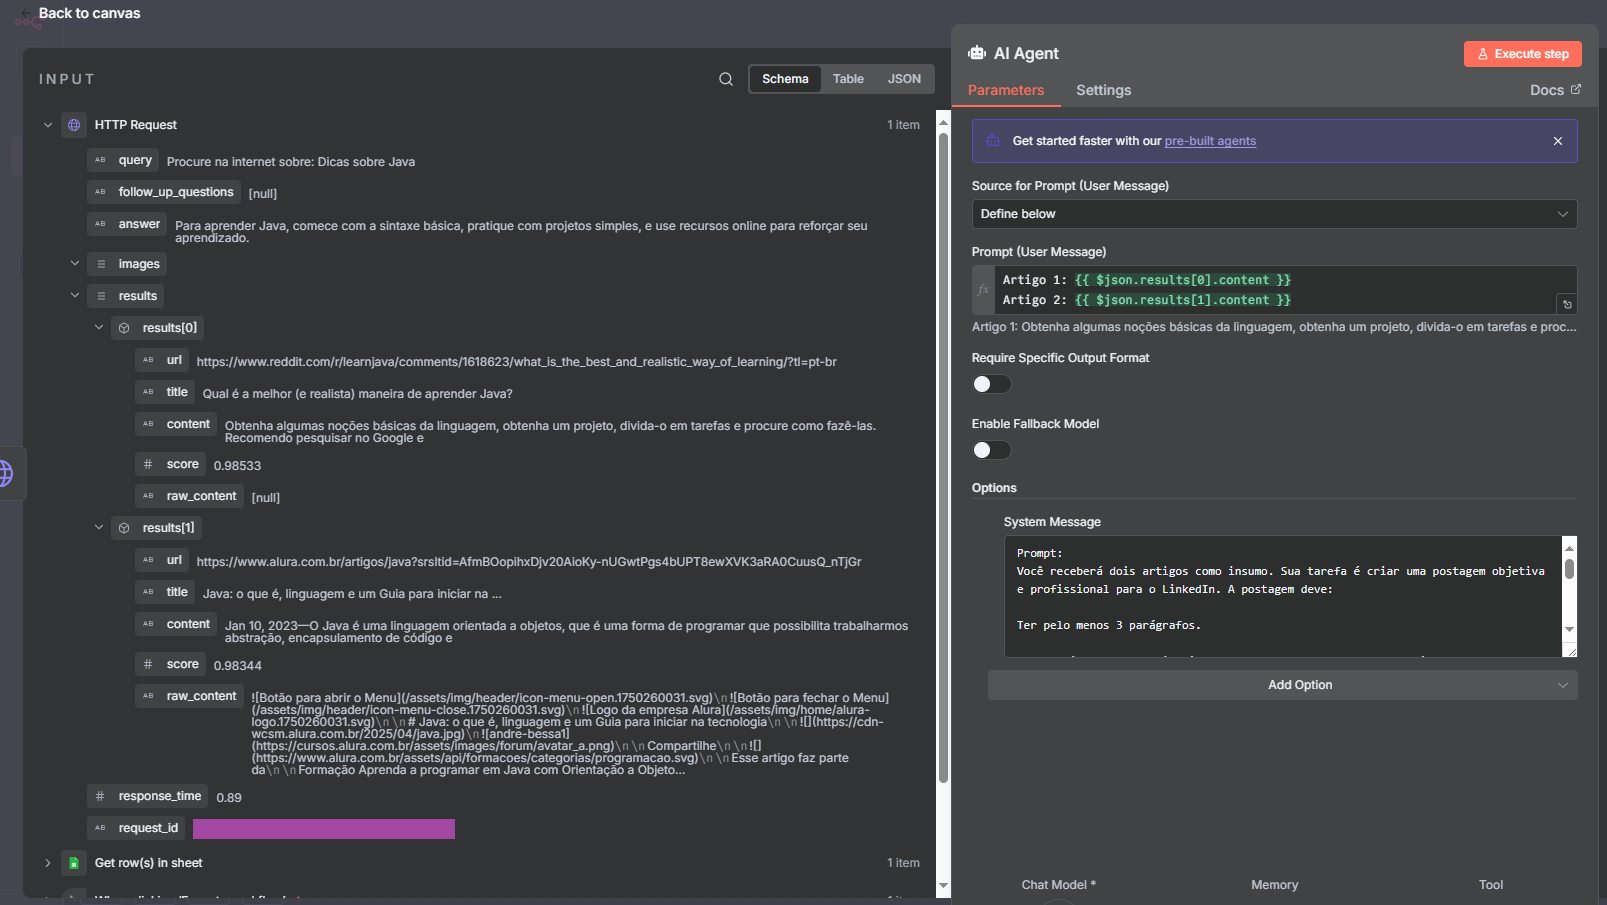 Back to canvas
INPUT
Schema
Table
JSON
HTTP Request
1 item
AB query Procure na internet sobre: Dicas sobre Java
AB follow_up_questions [null]
AB answer Para aprender Java, comece com a sintaxe básica, pratique com projetos simples, e use recursos online para reforçar seu
aprendizado.
images
results
results[0]
AB url https://www.reddit.com/r/learnjava/comments/1618623/what_is_the_best_and_realistic_way_of_learning/?tl=pt-br
AB title Qual é a melhor (e realista) maneira de aprender Java?
AB content Obtenha algumas noções básicas da linguagem, obtenha um projeto, divida-o em tarefas e procure como fazê-las.
Recomendo pesquisar no Google e
# score 0.98533
AB raw_content [null]
results[1]
AB url https://www.alura.com.br/artigos/java?srsltid=AfmBOopihxDjv20AioKy-nUGwtPgs4bUPT8ewXVK3aRA0CuusQ_nTjGr
AB title Java: o que é, linguagem e um Guia para iniciar na ...
AB content Jan 10, 2023—O Java é uma linguagem orientada a objetos, que é uma forma de programar que possibilita trabalharmos
abstração, encapsulamento de código e
# score 0.98344
AB raw_content ![Botão para abrir o Menu](/assets/img/header/icon-menu-open.1750260031.svg)\n![Botão para fechar o Menu]
(/assets/img/header/icon-menu-close.1750260031.svg)\n![Logo da empresa Alura](/assets/img/home/alura-
logo.1750260031.svg)\n\n# Java: o que é, linguagem e um Guia para iniciar na tecnologia\n\n![](https://cdn-
wcsm.alura.com.br/2025/04/java.jpg)\n![andre-bessa1]
(https://cursos.alura.com.br/assets/images/forum/avatar_a.png)\n\nCompartilhe\n\n![]
(https://www.alura.com.br/assets/api/formacoes/categorias/programacao.svg)\n\nEsse artigo faz parte
da\n\nFormação Aprenda a programar em Java com Orientação a Objeto...
# response_time 0.89
AB request_id
Get row(s) in sheet
1 item
AI Agent
Execute step
Parameters
Settings
Docs
Get started faster with our pre-built agents
Source for Prompt (User Message)
Define below
Prompt (User Message)
fx
Artigo 1: {{ $json.results[0].content }}
Artigo 2: {{ $json.results[1].content }}
Artigo 1: Obtenha algumas noções básicas da linguagem, obtenha um projeto, divida-o em tarefas e proc...
Require Specific Output Format
Enable Fallback Model
Options
System Message
Prompt:
Você receberá dois artigos como insumo. Sua tarefa é criar uma postagem objetiva
e profissional para o LinkedIn. A postagem deve:
Ter pelo menos 3 parágrafos.
Add Option
Chat Model *
Memory
Tool